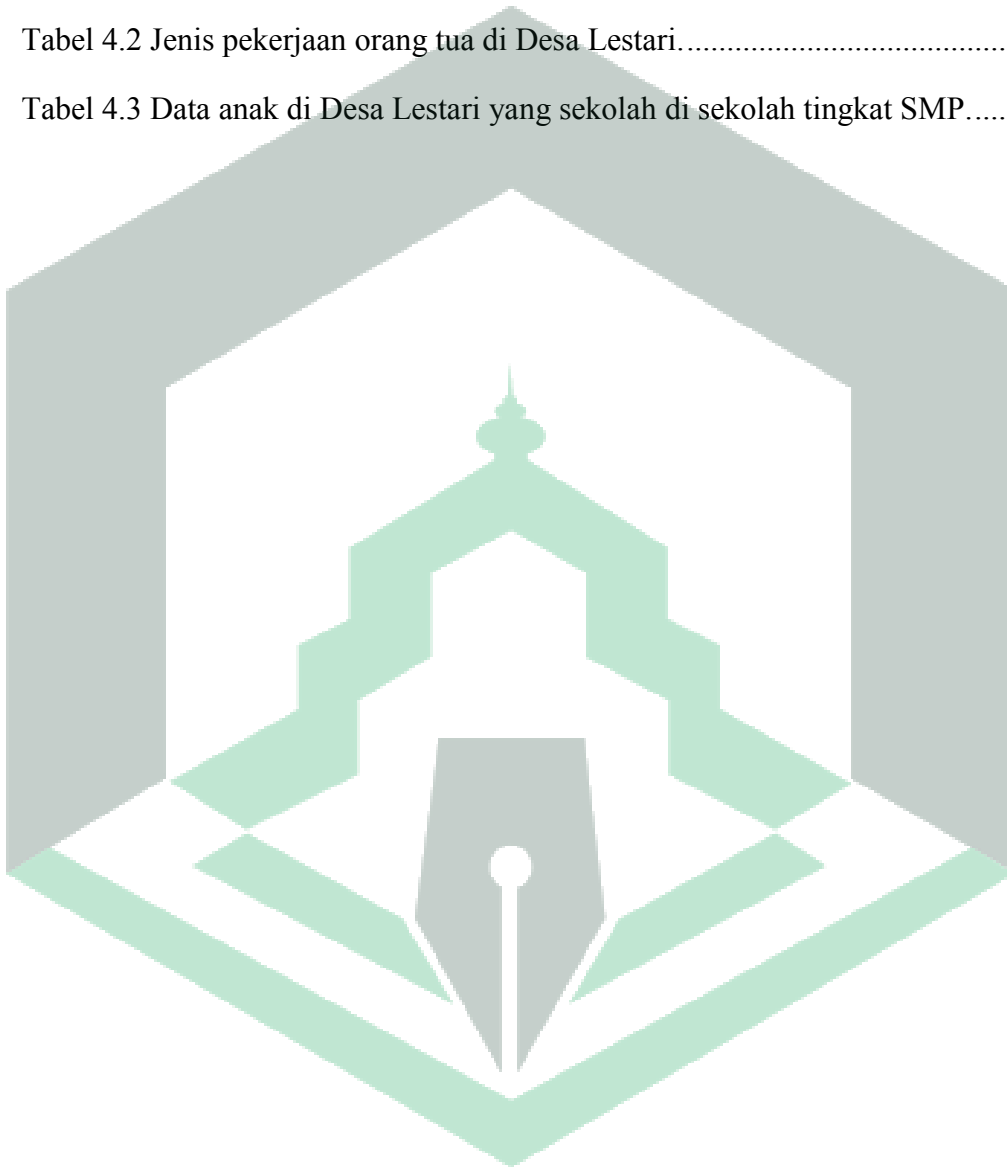 Tabel 4.2 Jenis pekerjaan orang tua di Desa Lestari.....................................
Tabel 4.3 Data anak di Desa Lestari yang sekolah di sekolah tingkat SMP......